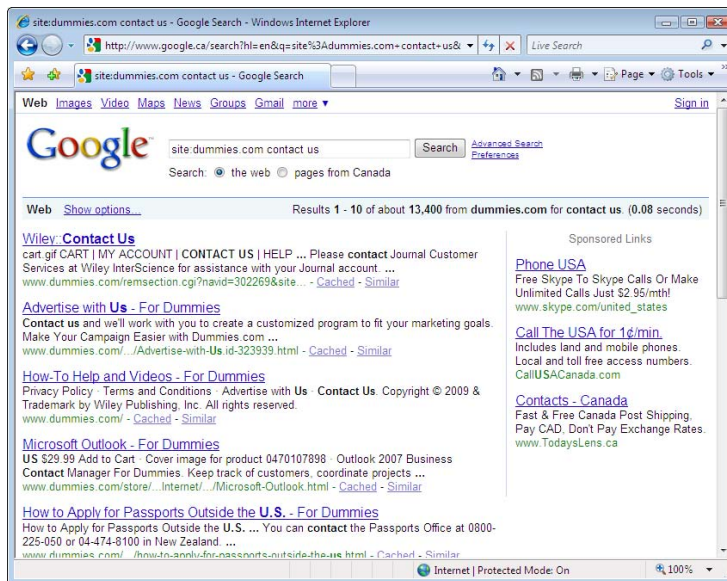 site:dummies.com contact us - Google Search - Windows Internet Explorer
http://www.google.ca/search?hl=en&q=site%3Adummies.com+contact+us& Live Search
site:dummies.com contact us - Google Search Page Tools
Web Images Video Maps News Groups Gmail more ▼ Sign in
Google™
site:dummies.com contact us Search Advanced Search
Preferences
Search: the web pages from Canada
Web Show options... Results 1 - 10 of about 13,400 from dummies.com for contact us. (0.08 seconds)
Wiley::Contact Us
cart.gif CART | MY ACCOUNT | CONTACT US | HELP ... Please contact Journal Customer
Services at Wiley InterScience for assistance with your Journal account. ...
www.dummies.com/remsection.cgi?navid=302269&site... - Cached - Similar
Advertise with Us - For Dummies
Contact us and we'll work with you to create a customized program to fit your marketing goals.
Make Your Campaign Easier with Dummies.com ...
www.dummies.com/.../Advertise-with-Us.id-323939.html - Cached - Similar
How-To Help and Videos - For Dummies
Privacy Policy · Terms and Conditions · Advertise with Us · Contact Us. Copyright © 2009 &
Trademark by Wiley Publishing, Inc. All rights reserved.
www.dummies.com/ - Cached - Similar
Microsoft Outlook - For Dummies
US $29.99 Add to Cart · Cover image for product 0470107898 · Outlook 2007 Business
Contact Manager For Dummies. Keep track of customers, coordinate projects ...
www.dummies.com/store/...Internet/.../Microsoft-Outlook.html - Cached - Similar
How to Apply for Passports Outside the U.S. - For Dummies
How to Apply for Passports Outside the U.S. ... You can contact the Passports Office at 0800-
225-050 or 04-474-8100 in New Zealand. ...
www.dummies.com/.../how-to-apply-for-passports-outside-the-us.html - Cached - Similar
Sponsored Links
Phone USA
Free Skype To Skype Calls Or Make
Unlimited Calls Just $2.95/mth!
www.skype.com/united_states
Call The USA for 1¢/min.
Includes land and mobile phones.
Local and toll free access numbers.
CallUSACanada.com
Contacts - Canada
Fast & Free Canada Post Shipping,
Pay CAD, Don't Pay Exchange Rates.
www.TodaysLens.ca
Internet | Protected Mode: On 100%